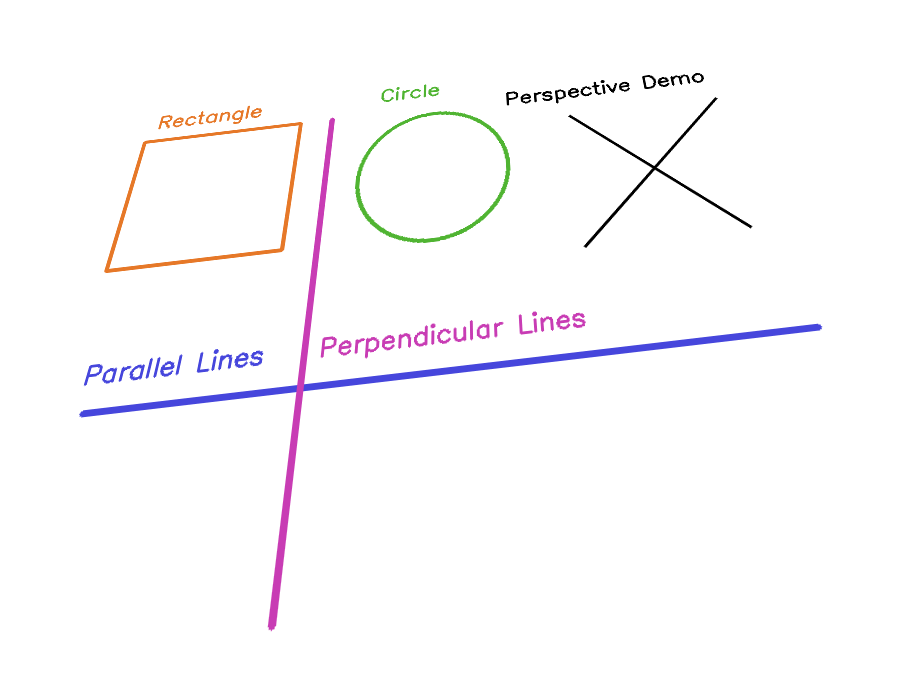 Rectangle
Circle
Perspective Demo
Parallel Lines
Perpendicular Lines